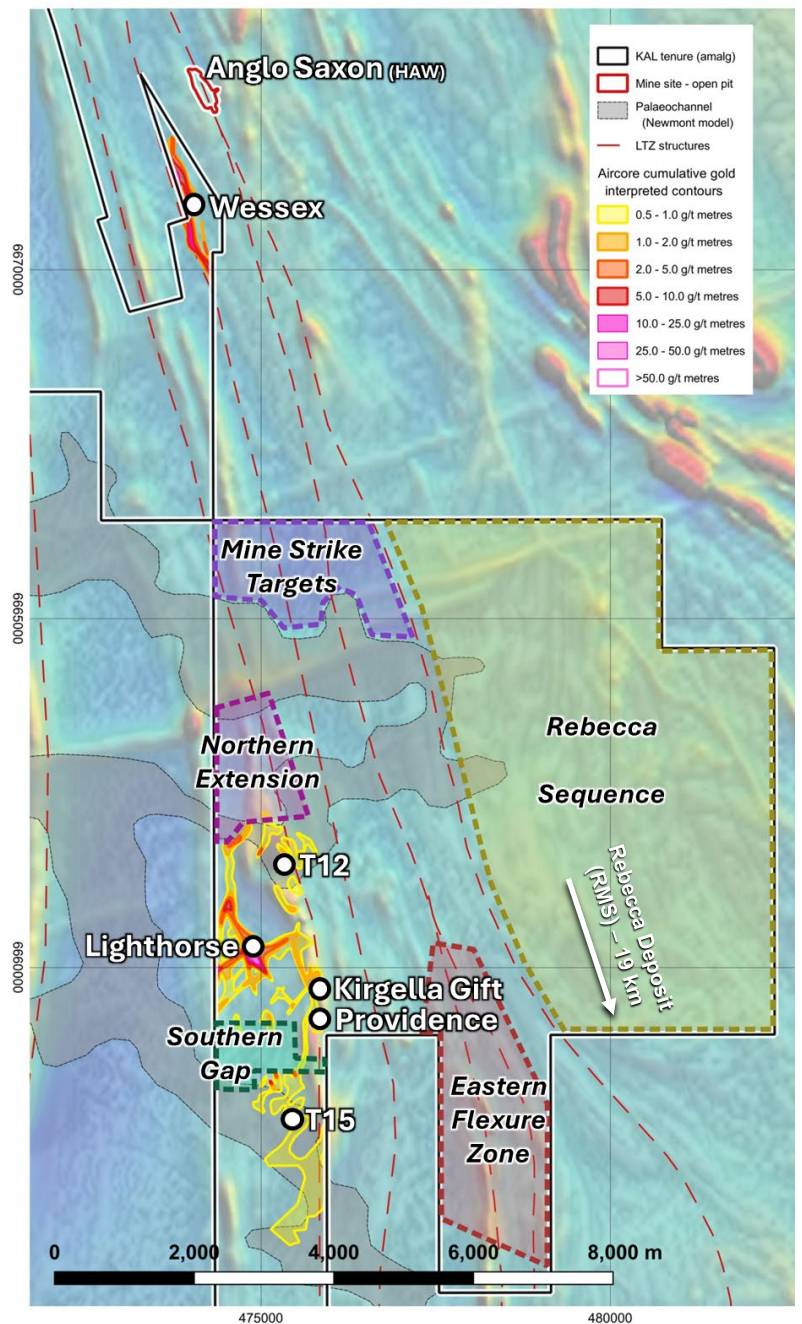 Anglo Saxon (HAW)
Wessex
KAL tenure (amalg)
Mine site - open pit
Palaeochannel
(Newmont model)
LTZ structures
Aircore cumulative gold
interpreted contours
0.5 - 1.0 g/t metres
1.0 - 2.0 g/t metres
2.0 - 5.0 g/t metres
5.0 - 10.0 g/t metres
10.0 - 25.0 g/t metres
25.0 - 50.0 g/t metres
>50.0 g/t metres
6670000
Mine Strike
Targets
6665000
Northern
Extension
Rebecca
Sequence
T12
Rebecca Deposit
(RMS) – 19 km
Lighthorse
6660000
Kirgella Gift
Providence
Southern
Gap
Eastern
Flexure
Zone
T15
0
2,000
4,000
6,000
8,000 m
475000
480000